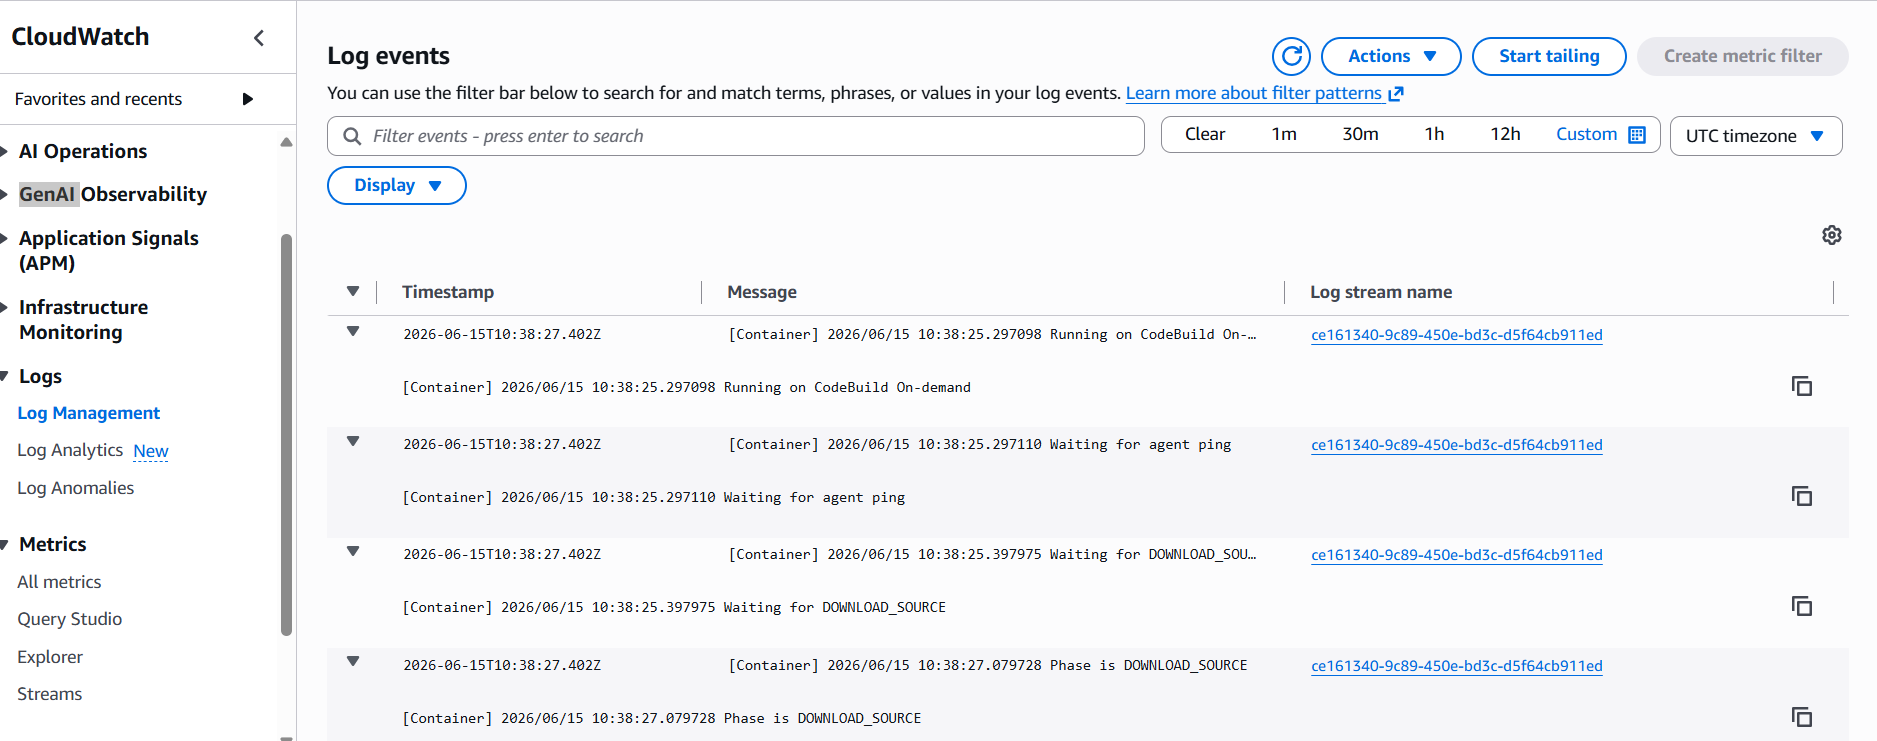 CloudWatch
Favorites and recents
AI Operations
GenAI Observability
Application Signals
(APM)
Infrastructure
Monitoring
Logs
Log Management
Log Analytics New
Log Anomalies
Metrics
All metrics
Query Studio
Explorer
Streams
Log events
Actions
Start tailing
Create metric filter
You can use the filter bar below to search for and match terms, phrases, or values in your log events. Learn more about filter patterns
Filter events - press enter to search
Clear 1m 30m 1h 12h Custom
UTC timezone
Display
Timestamp Message Log stream name
2026-06-15T10:38:27.402Z [Container] 2026/06/15 10:38:25.297098 Running on CodeBuild On-… ce161340-9c89-450e-bd3c-d5f64cb911ed
[Container] 2026/06/15 10:38:25.297098 Running on CodeBuild On-demand
2026-06-15T10:38:27.402Z [Container] 2026/06/15 10:38:25.297110 Waiting for agent ping ce161340-9c89-450e-bd3c-d5f64cb911ed
[Container] 2026/06/15 10:38:25.297110 Waiting for agent ping
2026-06-15T10:38:27.402Z [Container] 2026/06/15 10:38:25.397975 Waiting for DOWNLOAD_SOU… ce161340-9c89-450e-bd3c-d5f64cb911ed
[Container] 2026/06/15 10:38:25.397975 Waiting for DOWNLOAD_SOURCE
2026-06-15T10:38:27.402Z [Container] 2026/06/15 10:38:27.079728 Phase is DOWNLOAD_SOURCE ce161340-9c89-450e-bd3c-d5f64cb911ed
[Container] 2026/06/15 10:38:27.079728 Phase is DOWNLOAD_SOURCE